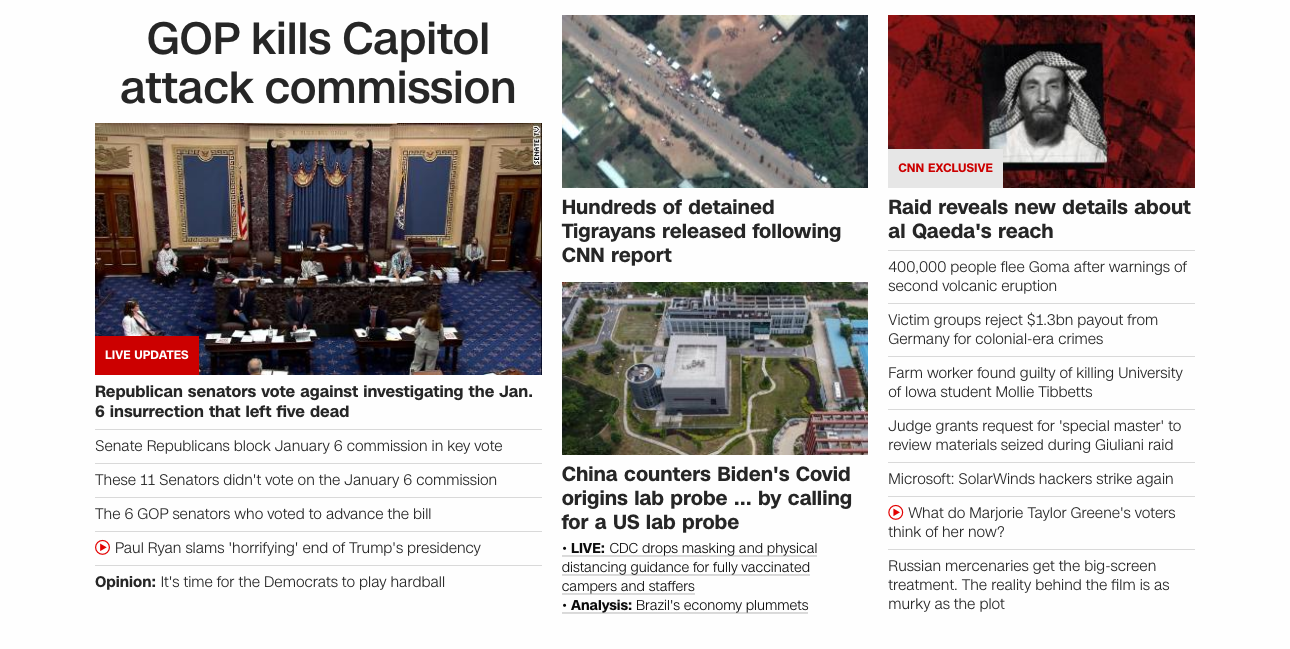 GOP kills Capitol
attack commission
SENATE TV
LIVE UPDATES
Republican senators vote against investigating the Jan.
6 insurrection that left five dead
Senate Republicans block January 6 commission in key vote
These 11 Senators didn't vote on the January 6 commission
The 6 GOP senators who voted to advance the bill
Paul Ryan slams 'horrifying' end of Trump's presidency
Opinion: It's time for the Democrats to play hardball
Hundreds of detained
Tigrayans released following
CNN report
China counters Biden's Covid
origins lab probe ... by calling
for a US lab probe
• LIVE: CDC drops masking and physical
distancing guidance for fully vaccinated
campers and staffers
• Analysis: Brazil's economy plummets
CNN EXCLUSIVE
Raid reveals new details about
al Qaeda's reach
400,000 people flee Goma after warnings of
second volcanic eruption
Victim groups reject $1.3bn payout from
Germany for colonial-era crimes
Farm worker found guilty of killing University
of Iowa student Mollie Tibbetts
Judge grants request for 'special master' to
review materials seized during Giuliani raid
Microsoft: SolarWinds hackers strike again
What do Marjorie Taylor Greene's voters
think of her now?
Russian mercenaries get the big-screen
treatment. The reality behind the film is as
murky as the plot